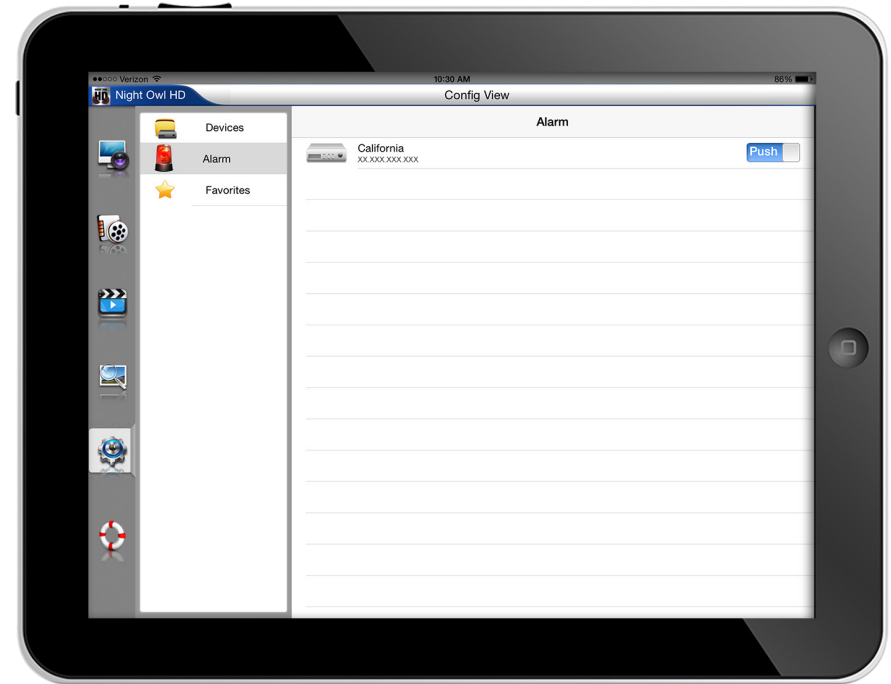 ●●○○○ Verizon 10:30 AM 86%
HD Night Owl HD Config View
Devices
Alarm
Favorites
Alarm
California
XX.XXX.XXX.XXX
Push